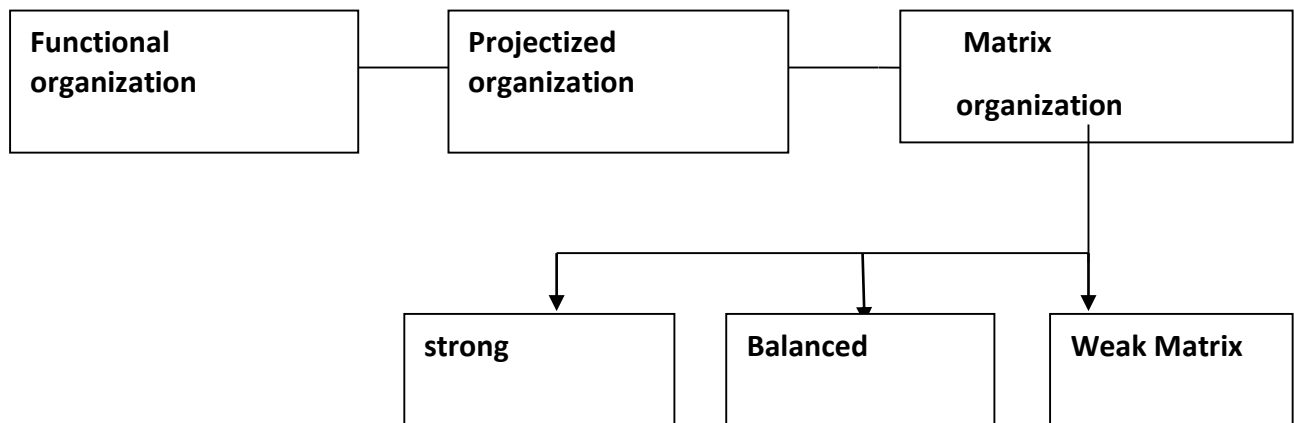 Functional
organization
Projectized
organization
Matrix
organization
strong
Balanced
Weak Matrix